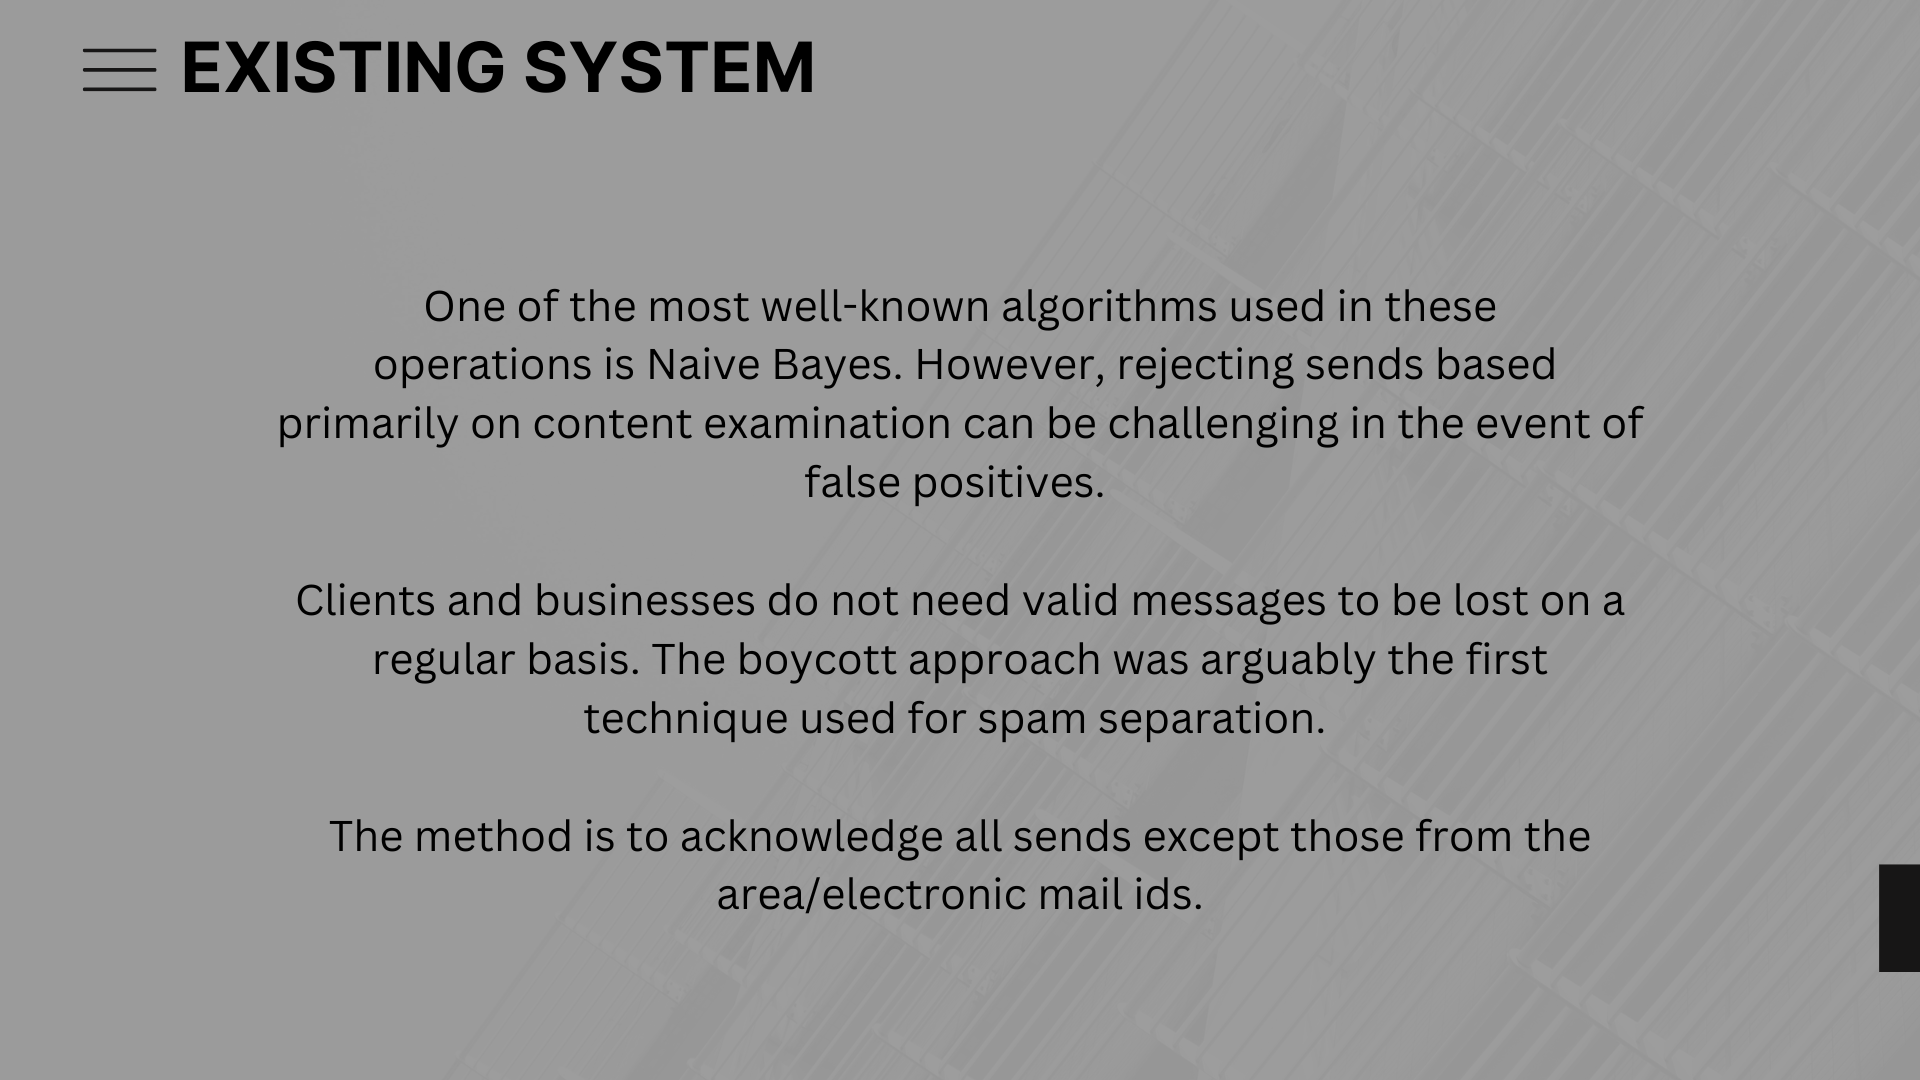 EXISTING SYSTEM
One of the most well-known algorithms used in these
operations is Naive Bayes. However, rejecting sends based
primarily on content examination can be challenging in the event of
false positives.
Clients and businesses do not need valid messages to be lost on a
regular basis. The boycott approach was arguably the first
technique used for spam separation.
The method is to acknowledge all sends except those from the
area/electronic mail ids.